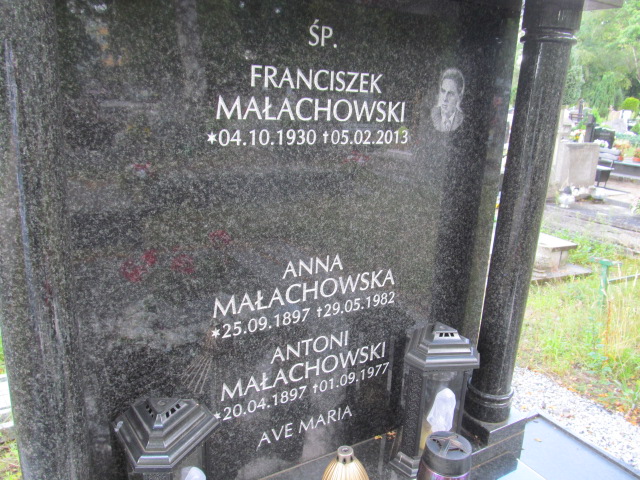 ŚP.
FRANCISZEK
MAŁACHOWSKI
*04.10.1930 †05.02.2013
ANNA
MAŁACHOWSKA
*25.09.1897 †29.05.1982
ANTONI
MAŁACHOWSKI
*20.04.1897 †01.09.1977
AVE MARIA